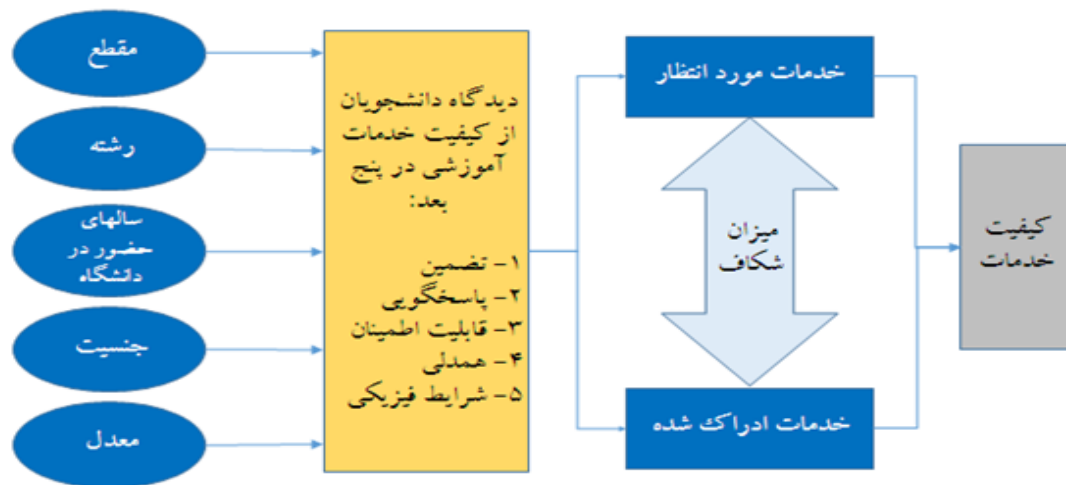 مقطع
رشته
سالهای
حضور در
دانشگاه
جنسیت
معدل
دیدگاه دانشجویان
از کیفیت خدمات
آموزشی در پنج
بعد:
۱- تضمین
۲- پاسخگویی
۳- قابلیت اطمینان
۴- همدلی
۵- شرایط فیزیکی
خدمات مورد انتظار
میزان
شکاف
خدمات ادراک شده
کیفیت
خدمات